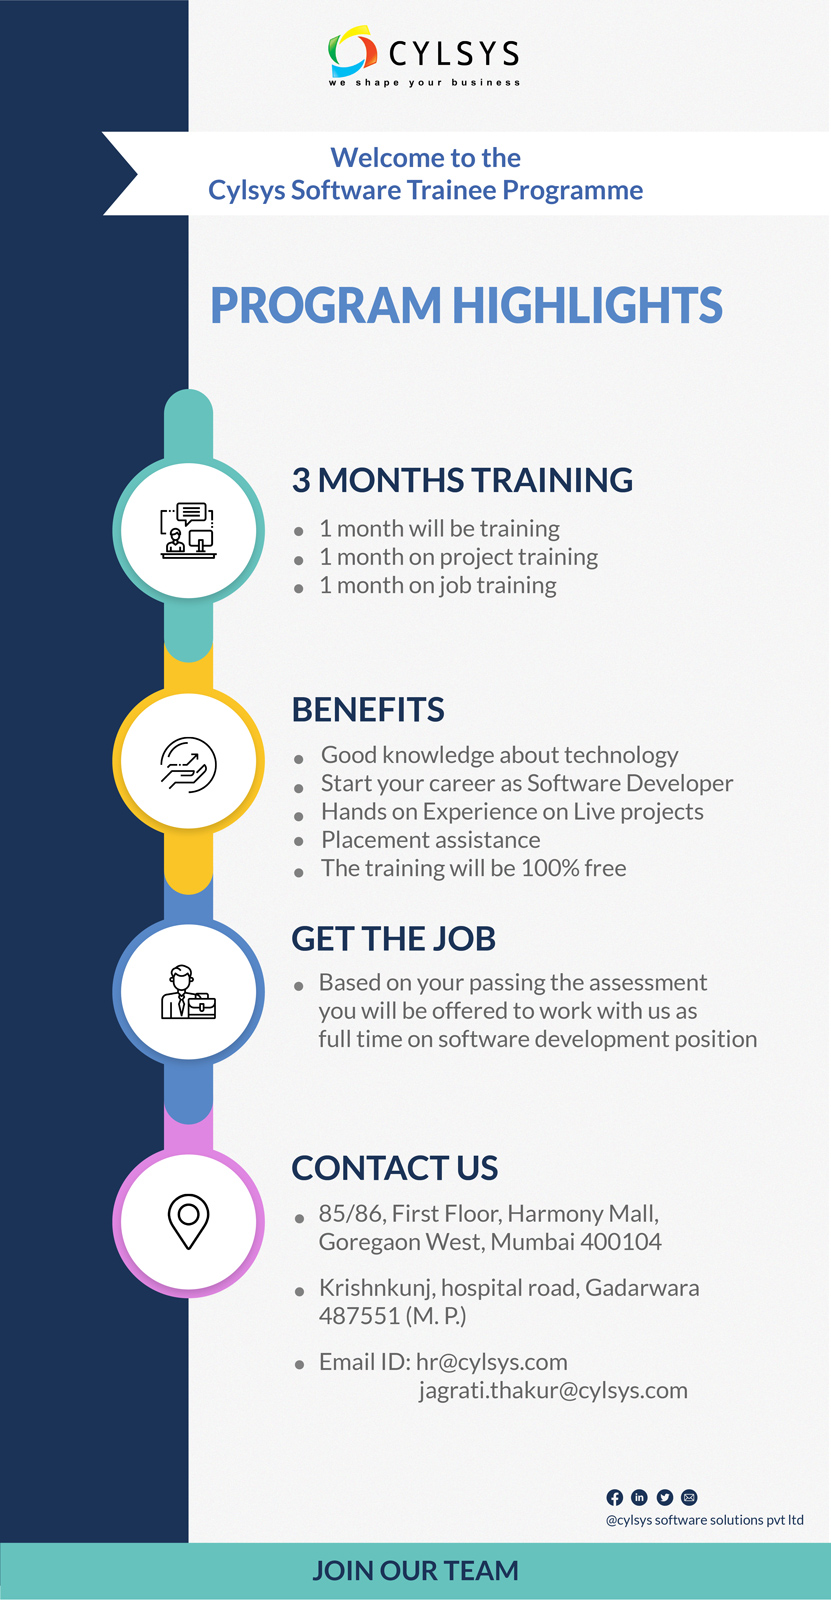 CYLSYS
we shape your business
Welcome to the
Cylsys Software Trainee Programme
PROGRAM HIGHLIGHTS
3 MONTHS TRAINING
● 1 month will be training
● 1 month on project training
● 1 month on job training
BENEFITS
● Good knowledge about technology
● Start your career as Software Developer
● Hands on Experience on Live projects
● Placement assistance
● The training will be 100% free
GET THE JOB
● Based on your passing the assessment
you will be offered to work with us as
full time on software development position
CONTACT US
● 85/86, First Floor, Harmony Mall,
Goregaon West, Mumbai 400104
● Krishnkunj, hospital road, Gadarwara
487551 (M. P.)
● Email ID: hr@cylsys.com
jagrati.thakur@cylsys.com
@cylsys software solutions pvt ltd
JOIN OUR TEAM